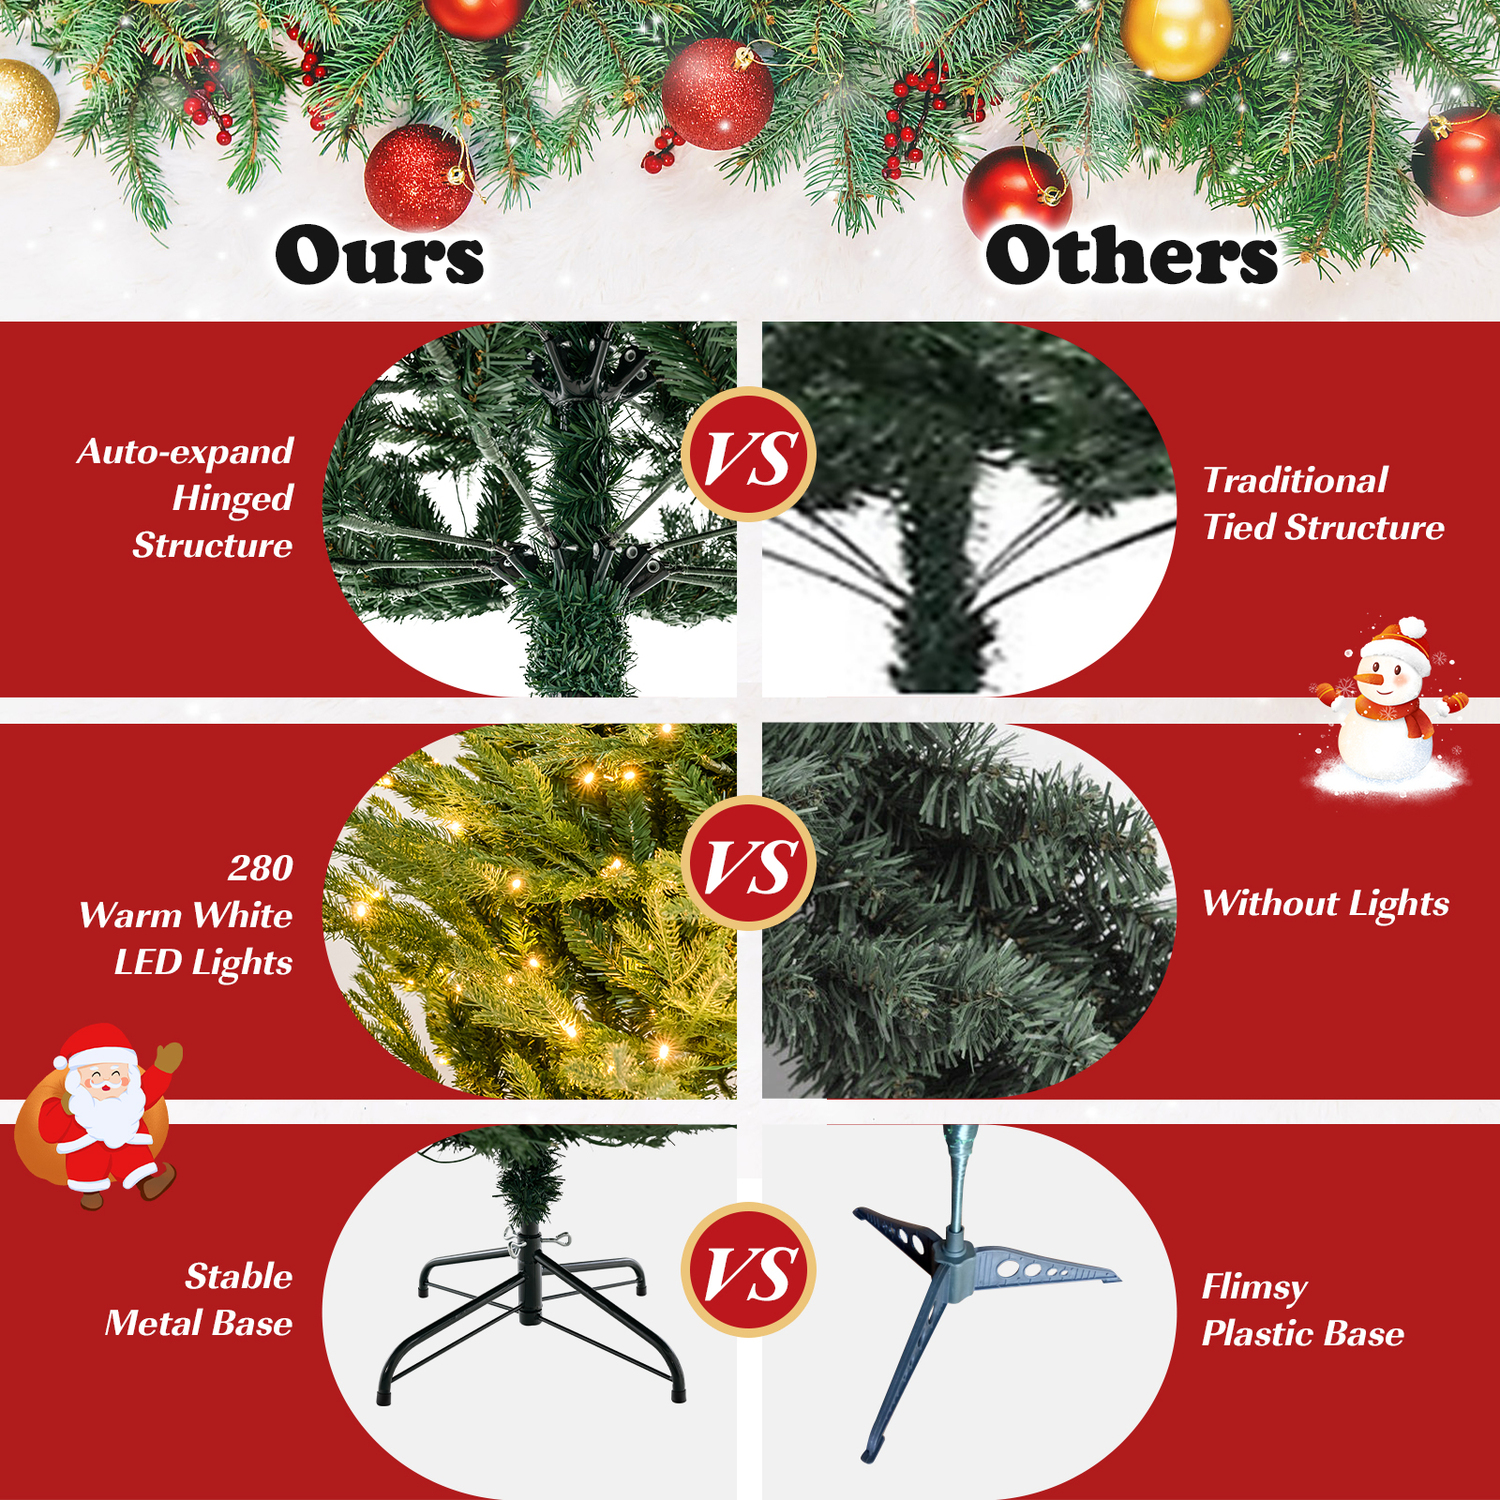 Ours
Others
Auto-expand
Hinged
Structure
VS
Traditional
Tied Structure
280
Warm White
LED Lights
VS
Without Lights
Stable
Metal Base
VS
Flimsy
Plastic Base